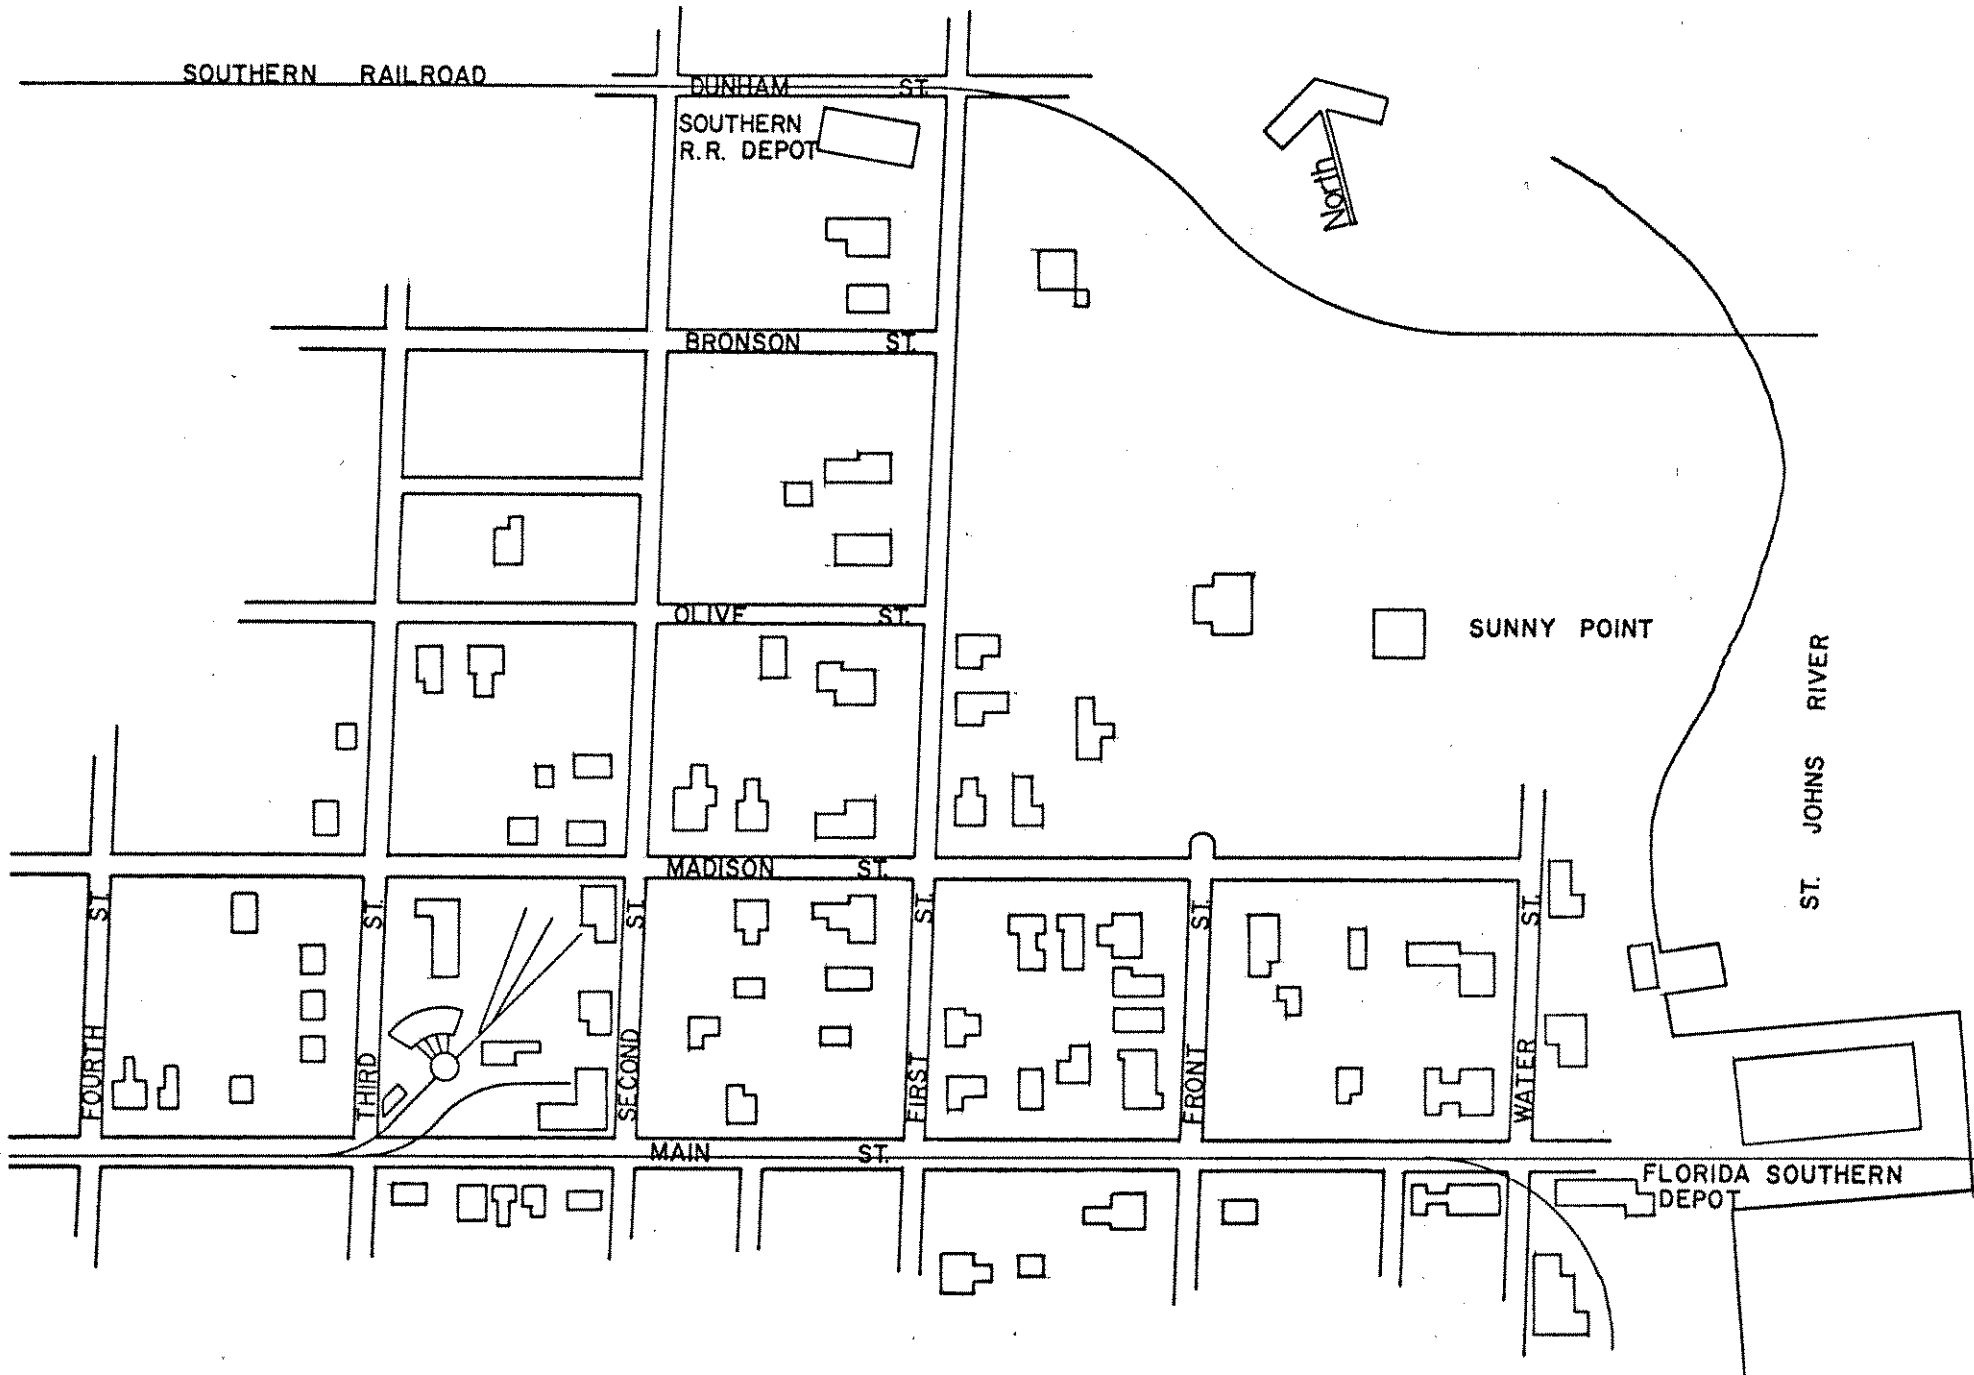 SOUTHERN RAILROAD
DUNHAM ST.
SOUTHERN
R.R. DEPOT
North
BRONSON ST.
OLIVE ST.
SUNNY POINT
ST. JOHNS RIVER
MADISON ST.
FOURTH ST.
THIRD ST.
SECOND ST.
FIRST ST.
FRONT ST.
WATER ST.
MAIN ST.
FLORIDA SOUTHERN
DEPOT